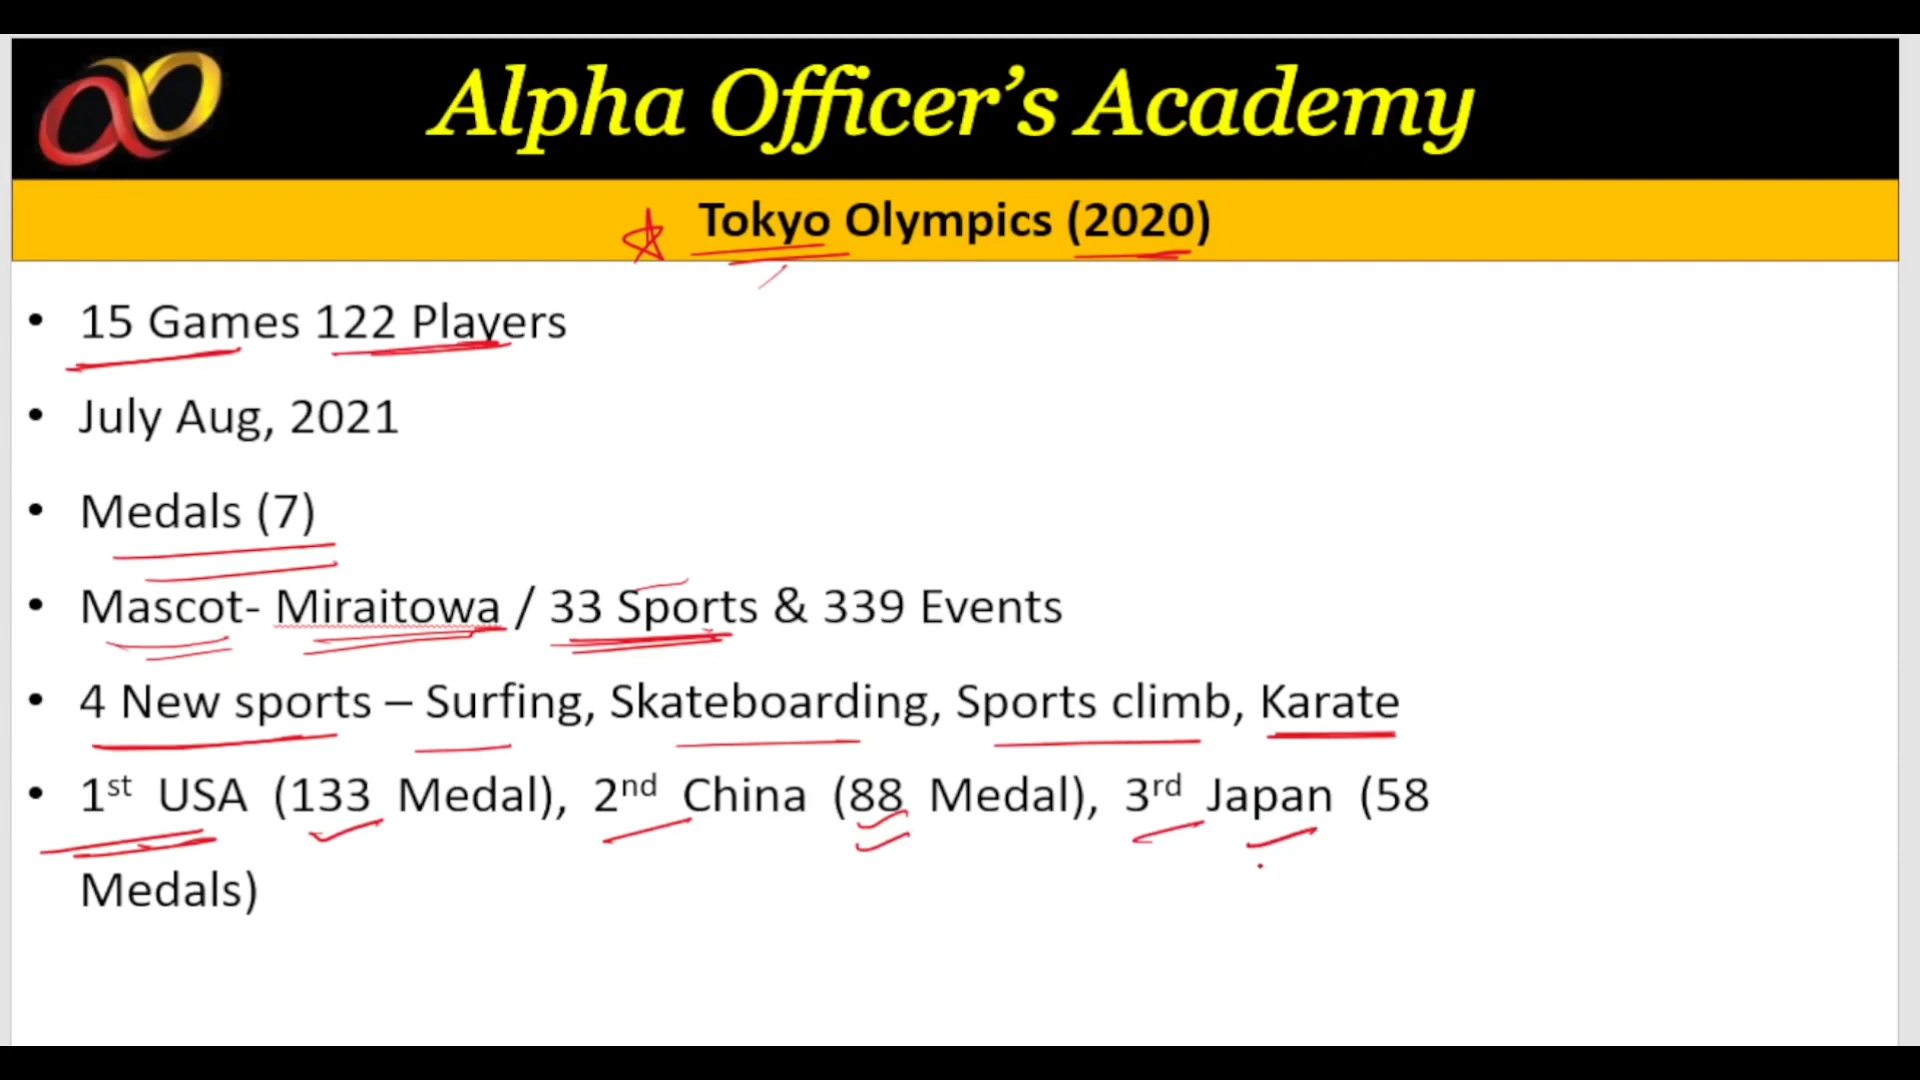 Alpha Officer’s Academy
Tokyo Olympics (2020)
• 15 Games 122 Players
• July Aug, 2021
• Medals (7)
• Mascot- Miraitowa / 33 Sports & 339 Events
• 4 New sports – Surfing, Skateboarding, Sports climb, Karate
• 1st USA (133 Medal), 2nd China (88 Medal), 3rd Japan (58
Medals)